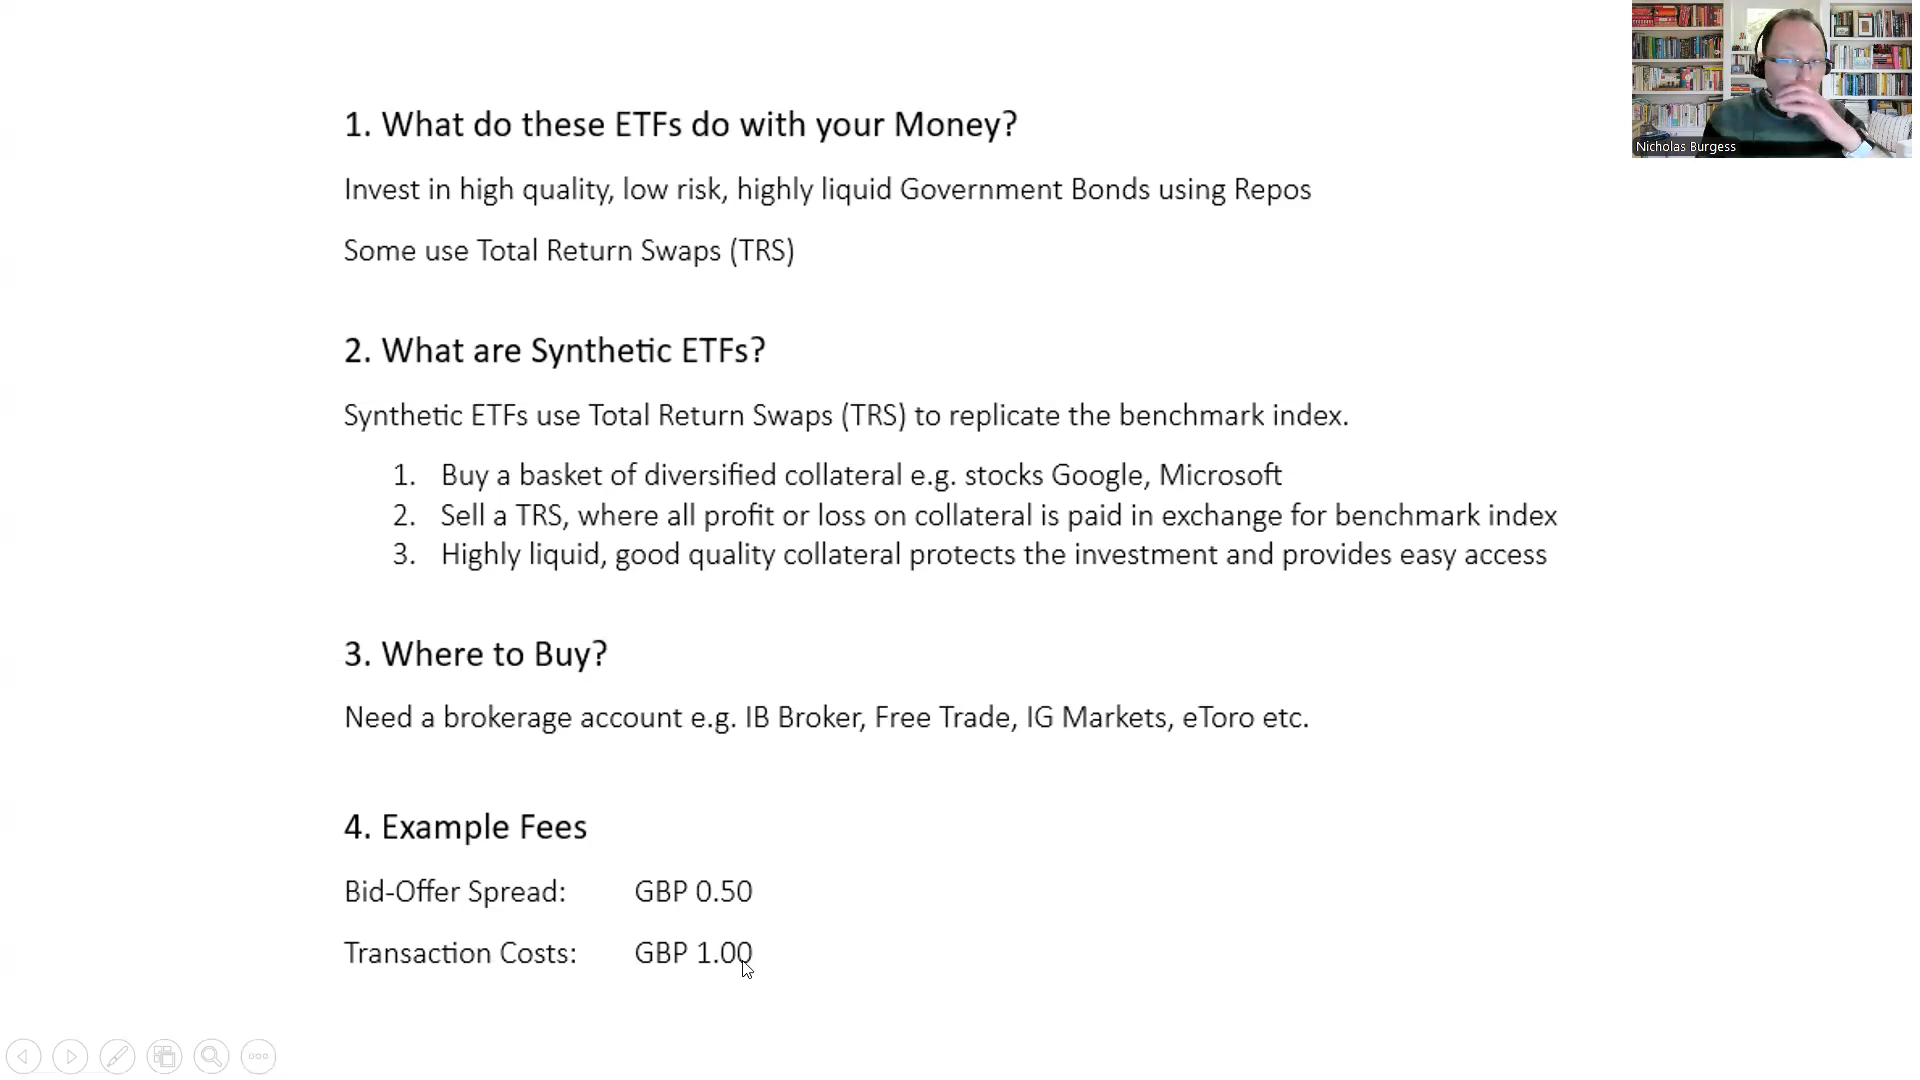 1. What do these ETFs do with your Money?
Invest in high quality, low risk, highly liquid Government Bonds using Repos
Some use Total Return Swaps (TRS)
2. What are Synthetic ETFs?
Synthetic ETFs use Total Return Swaps (TRS) to replicate the benchmark index.
1. Buy a basket of diversified collateral e.g. stocks Google, Microsoft
2. Sell a TRS, where all profit or loss on collateral is paid in exchange for benchmark index
3. Highly liquid, good quality collateral protects the investment and provides easy access
3. Where to Buy?
Need a brokerage account e.g. IB Broker, Free Trade, IG Markets, eToro etc.
4. Example Fees
Bid-Offer Spread: GBP 0.50
Transaction Costs: GBP 1.00
Nicholas Burgess